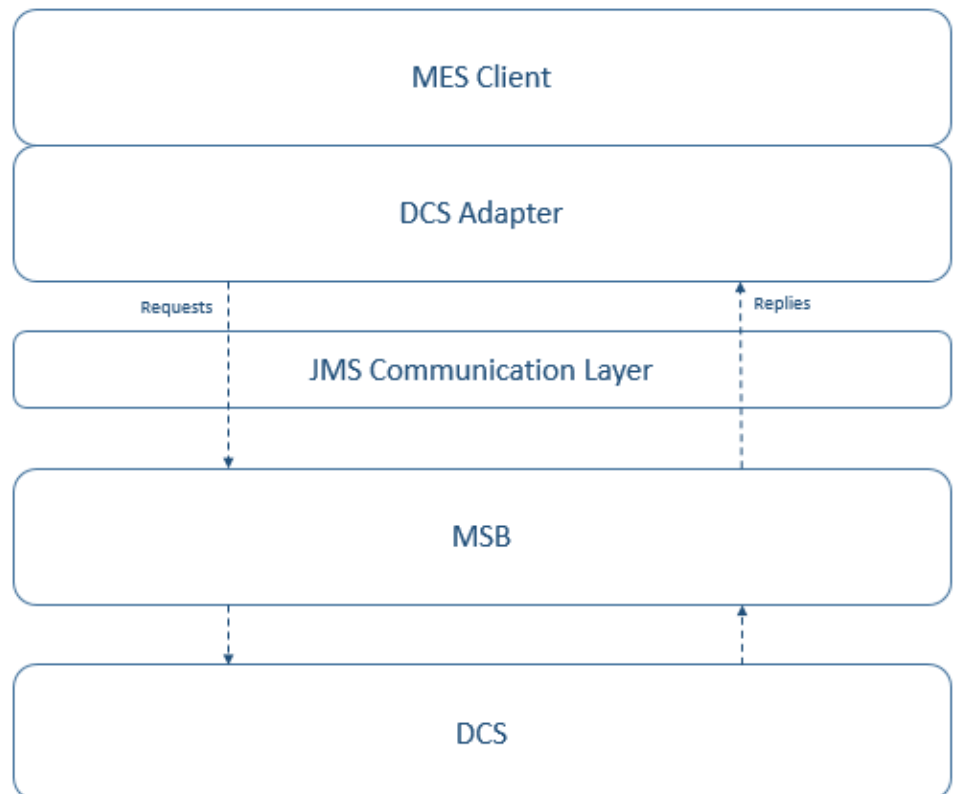 MES Client
DCS Adapter
Requests
Replies
JMS Communication Layer
MSB
DCS